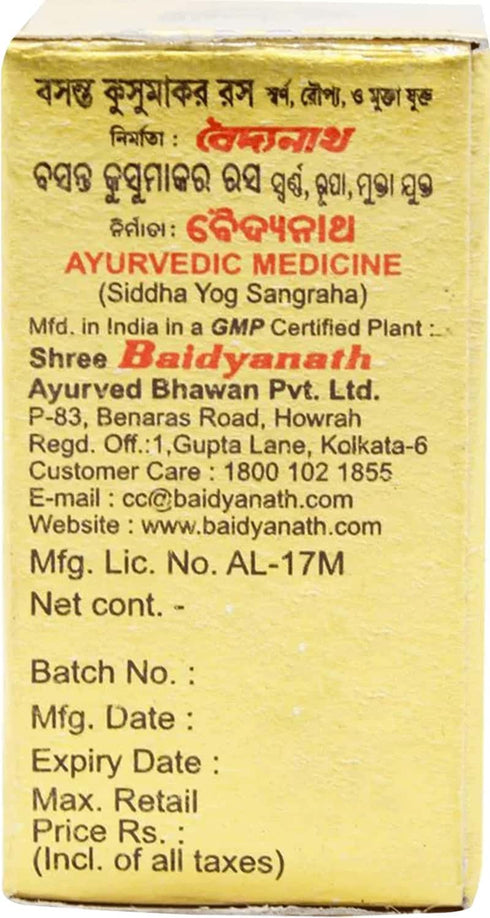 বসন্ত কুসুমাকর রস স্বর্ণ, রৌপ্য, ও মুক্তা যুক্ত
নির্মাতা : বৈদ্যনাথ
ବସନ୍ତ କୁସୁମାକର ରସ ସ୍ୱର୍ଣ୍ଣ, ରୂପା, ମୁକ୍ତା ଯୁକ୍ତ
ନିର୍ମାତା : ବୈଦ୍ୟନାଥ
AYURVEDIC MEDICINE
(Siddha Yog Sangraha)
Mfd. in India in a GMP Certified Plant :
Shree Baidyanath
Ayurved Bhawan Pvt. Ltd.
P-83, Benaras Road, Howrah
Regd. Off.:1,Gupta Lane, Kolkata-6
Customer Care : 1800 102 1855
E-mail : cc@baidyanath.com
Website : www.baidyanath.com
Mfg. Lic. No. AL-17M
Net cont. -
Batch No. :
Mfg. Date :
Expiry Date :
Max. Retail
Price Rs. :
(Incl. of all taxes)